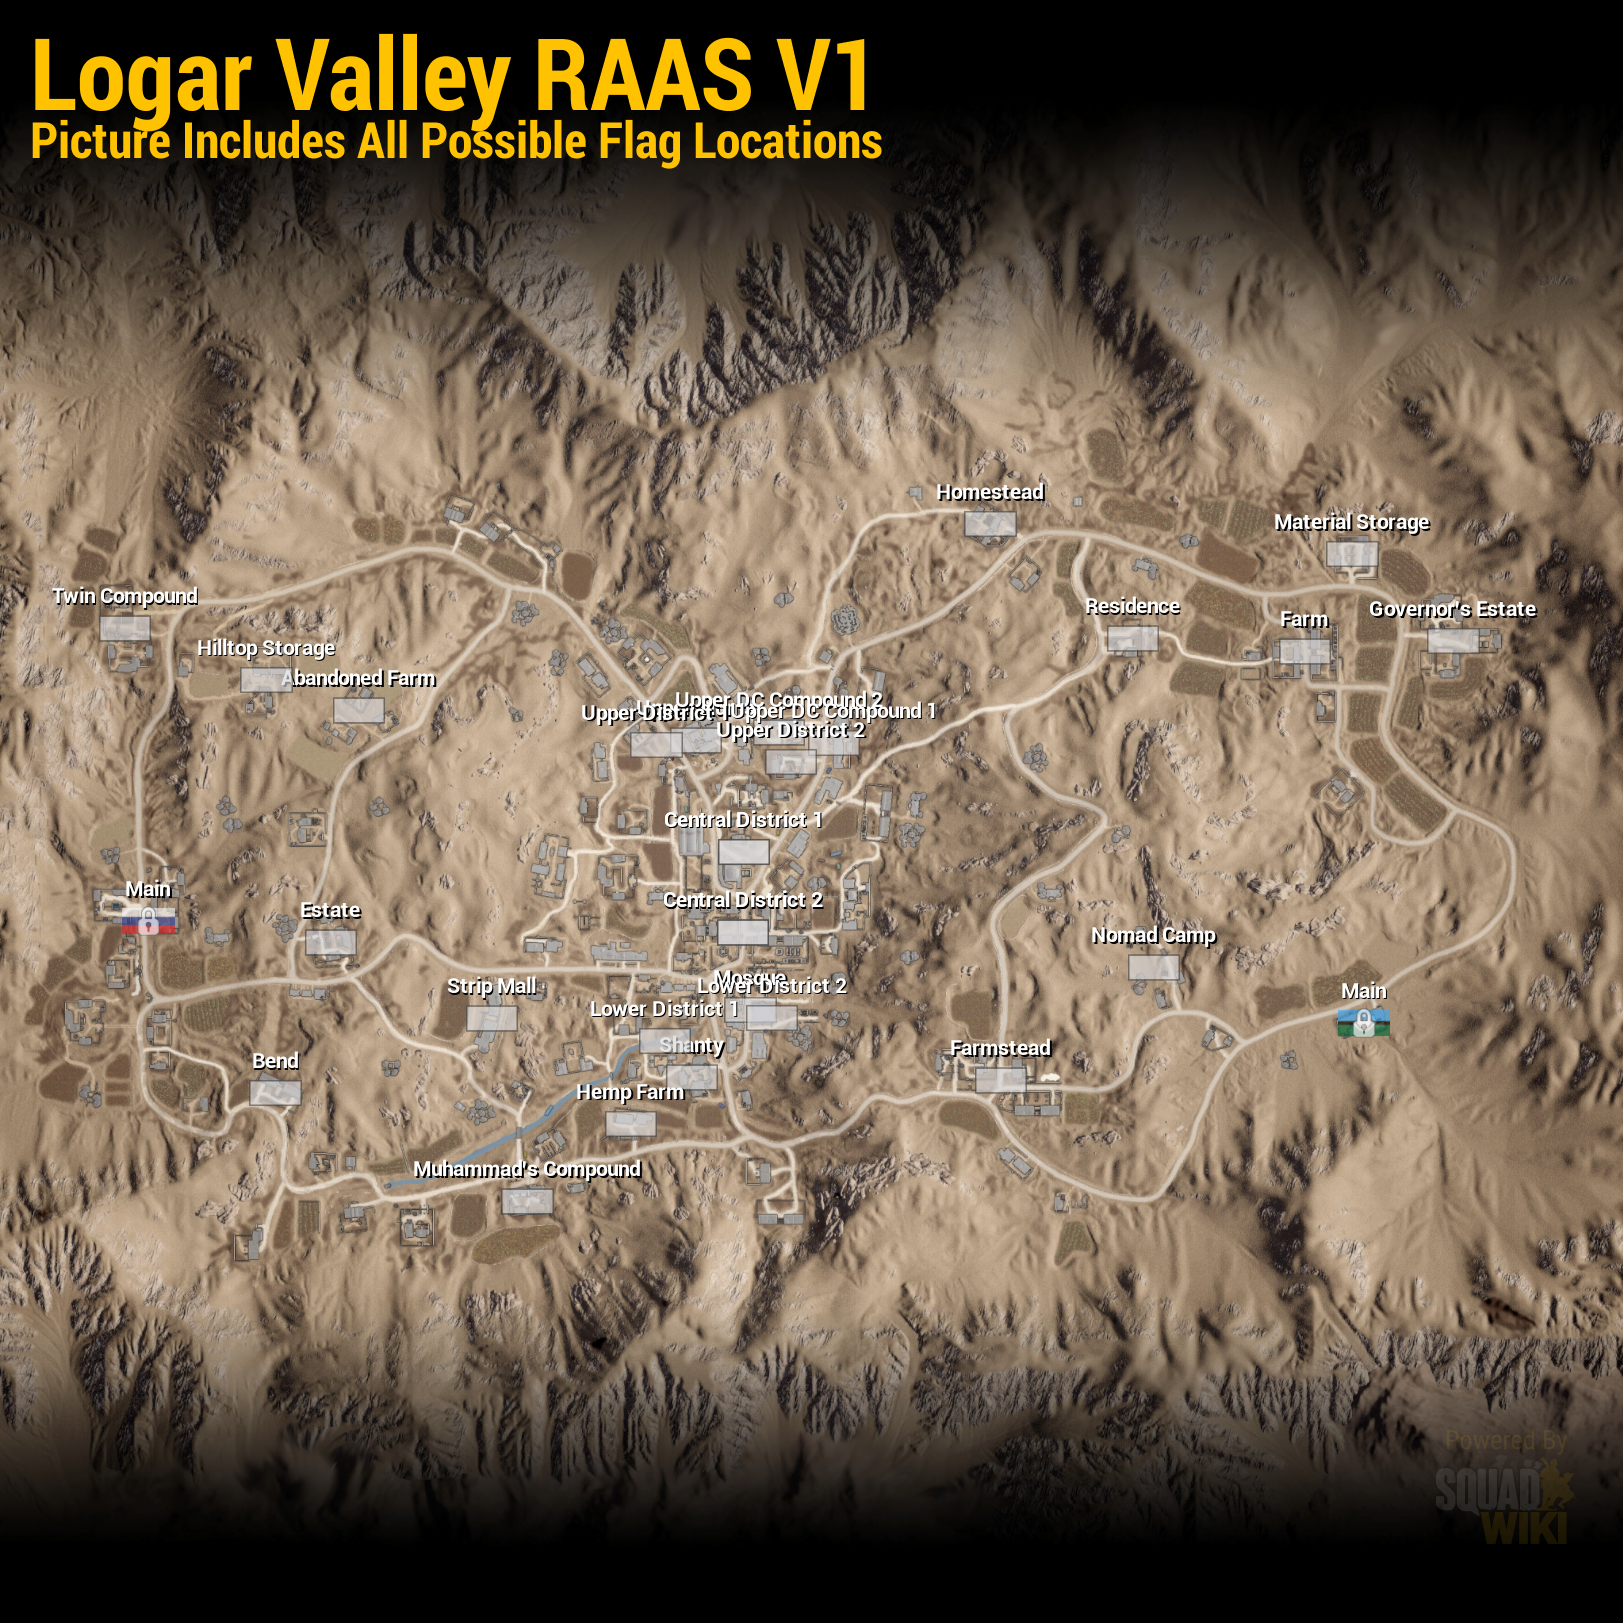 Logar Valley RAAS V1
Picture Includes All Possible Flag Locations
Homestead
Material Storage
Twin Compound
Residence
Governor's Estate
Farm
Hilltop Storage
Abandoned Farm
Upper DC Compound 2
Upper District 1
Upper DC Compound 1
Upper District 2
Central District 1
Main
Central District 2
Estate
Nomad Camp
Mosque
Strip Mall
Lower District 2
Main
Lower District 1
Shanty
Farmstead
Bend
Hemp Farm
Muhammad's Compound
Powered By
SQUAD
WIKI